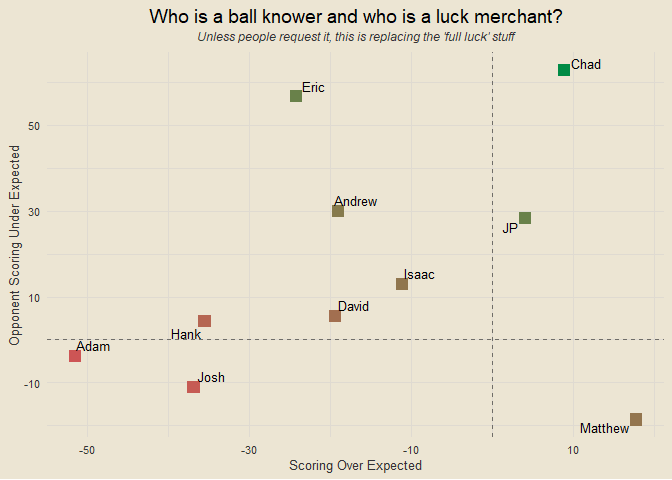 Who is a ball knower and who is a luck merchant?
Unless people request it, this is replacing the 'full luck' stuff
Chad
Eric
50
Andrew
30
JP
Isaac
10
David
Hank
Adam
Josh
-10
Matthew
-50
-30
-10
10
Scoring Over Expected
Opponent Scoring Under Expected